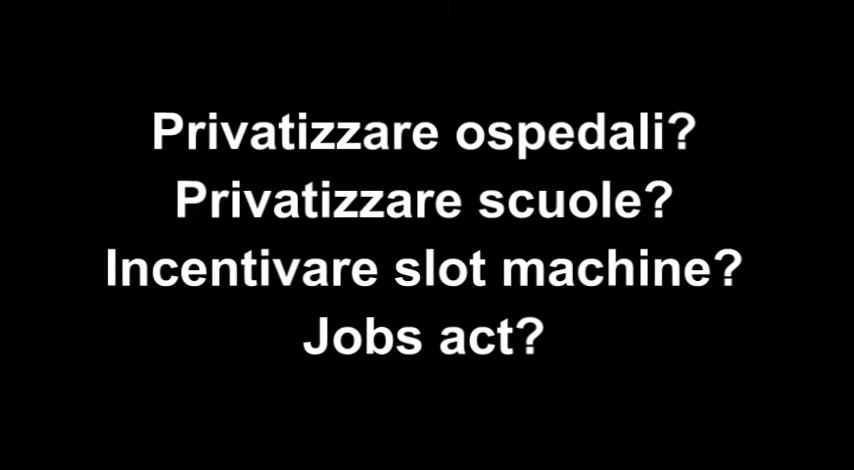 Privatizzare ospedali?
Privatizzare scuole?
Incentivare slot machine?
Jobs act?